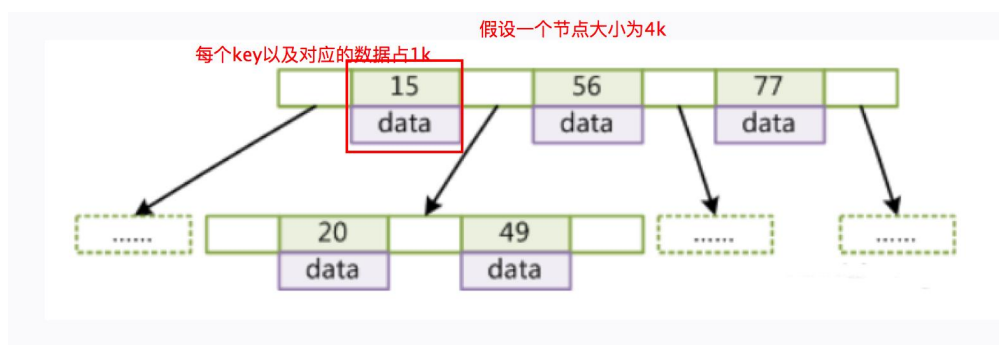 假设一个节点大小为4k
每个key以及对应的数据占1k
15 56 77
data data data
...... 20 49 ...... ......
data data